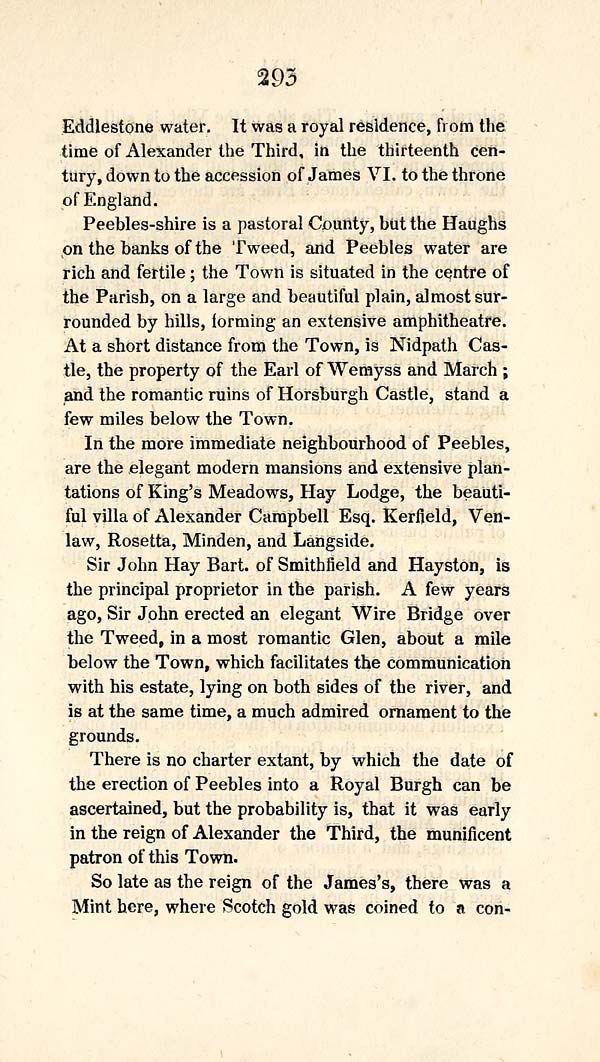 293
Eddlestone water. It was a royal residence, from the
time of Alexander the Third, in the thirteenth cen-
tury, down to the accession of James VI. to the throne
of England.
Peebles-shire is a pastoral County, but the Haughs
on the banks of the Tweed, and Peebles water are
rich and fertile; the Town is situated in the centre of
the Parish, on a large and beautiful plain, almost sur-
rounded by hills, forming an extensive amphitheatre.
At a short distance from the Town, is Nidpath Cas-
tle, the property of the Earl of Wemyss and March;
and the romantic ruins of Horsburgh Castle, stand a
few miles below the Town.
In the more immediate neighbourhood of Peebles,
are the elegant modern mansions and extensive plan-
tations of King's Meadows, Hay Lodge, the beauti-
ful villa of Alexander Campbell Esq. Kerfield, Ven-
law, Rosetta, Minden, and Langside.
Sir John Hay Bart. of Smithfield and Hayston, is
the principal proprietor in the parish. A few years
ago, Sir John erected an elegant Wire Bridge over
the Tweed, in a most romantic Glen, about a mile
below the Town, which facilitates the communication
with his estate, lying on both sides of the river, and
is at the same time, a much admired ornament to the
grounds.
There is no charter extant, by which the date of
the erection of Peebles into a Royal Burgh can be
ascertained, but the probability is, that it was early
in the reign of Alexander the Third, the munificent
patron of this Town.
So late as the reign of the James's, there was a
Mint here, where Scotch gold was coined to a con-